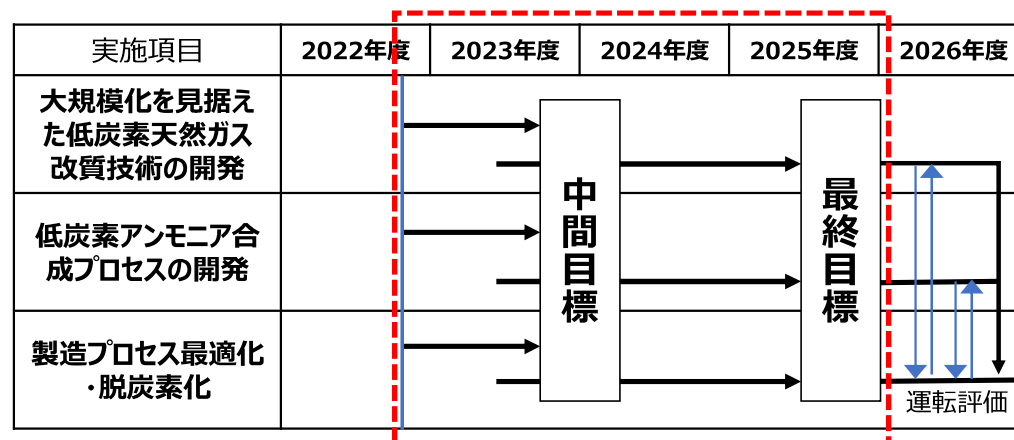 実施項目
2022年度
2023年度
2024年度
2025年度
2026年度
大規模化を見据え
た低炭素天然ガス
改質技術の開発
低炭素アンモニア合
成プロセスの開発
製造プロセス最適化
・脱炭素化
中間目標
最終目標
運転評価